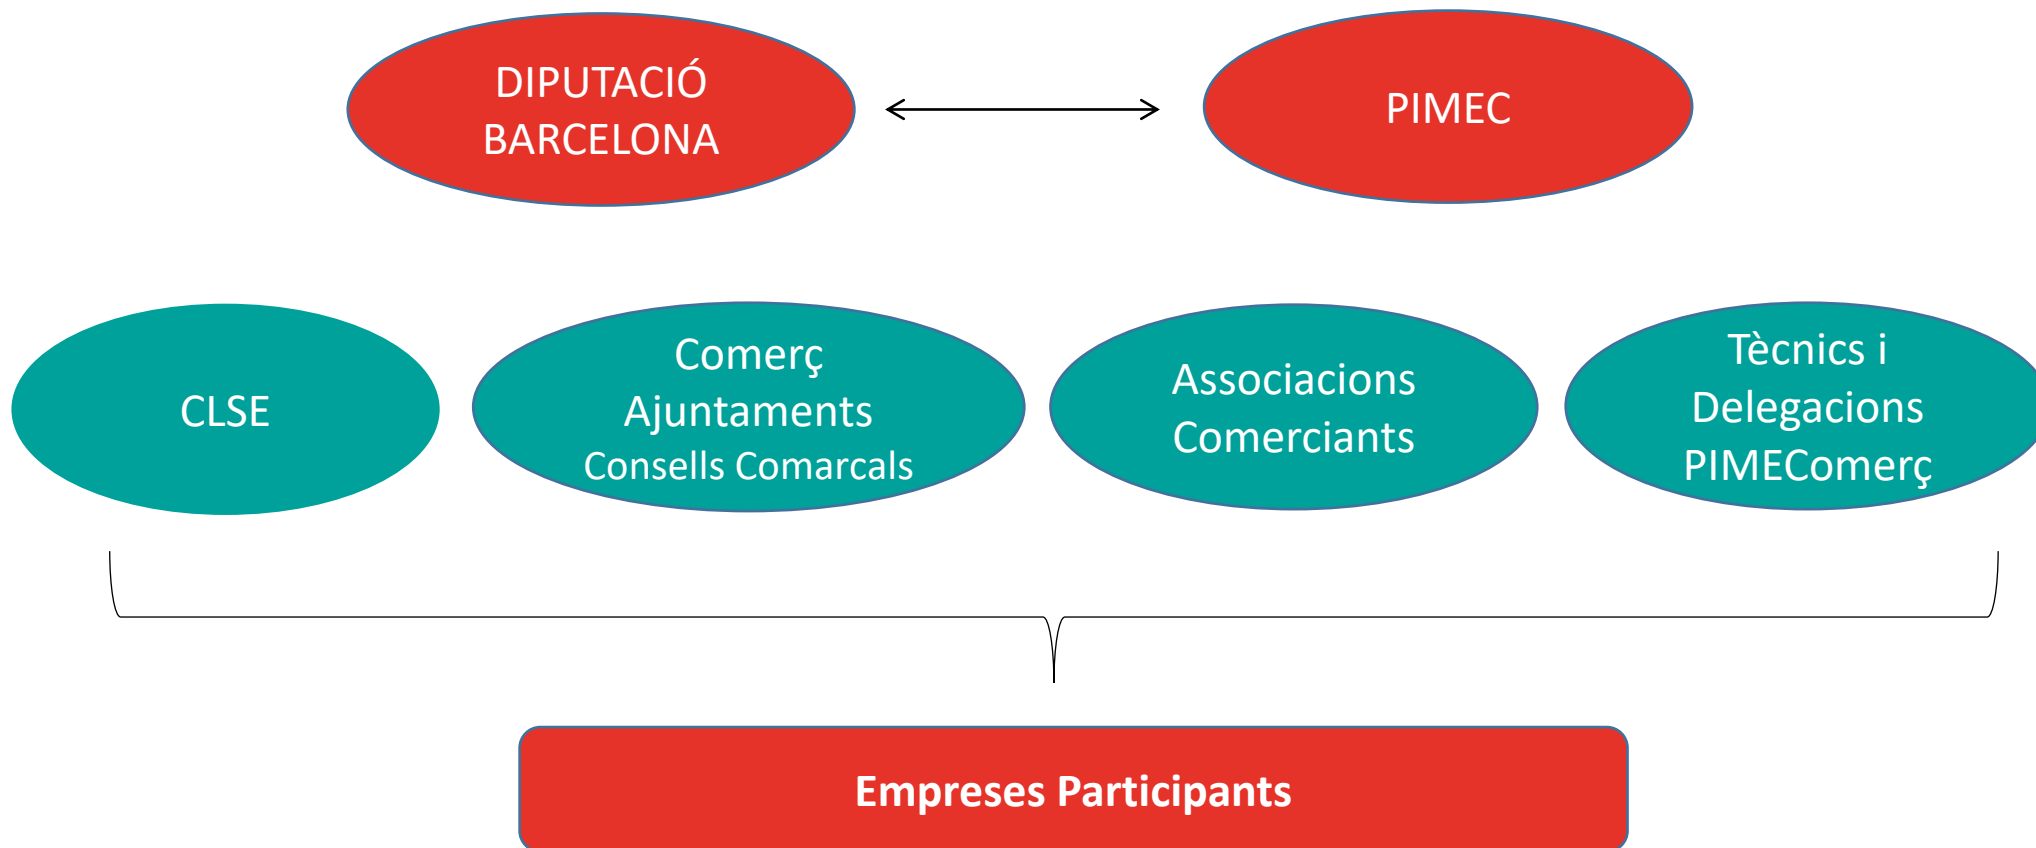 DIPUTACIÓ
BARCELONA
PIMEC
CLSE
Comerç
Ajuntaments
Consells Comarcals
Associacions
Comerciants
Tècnics i
Delegacions
PIMEComerç
Empreses Participants